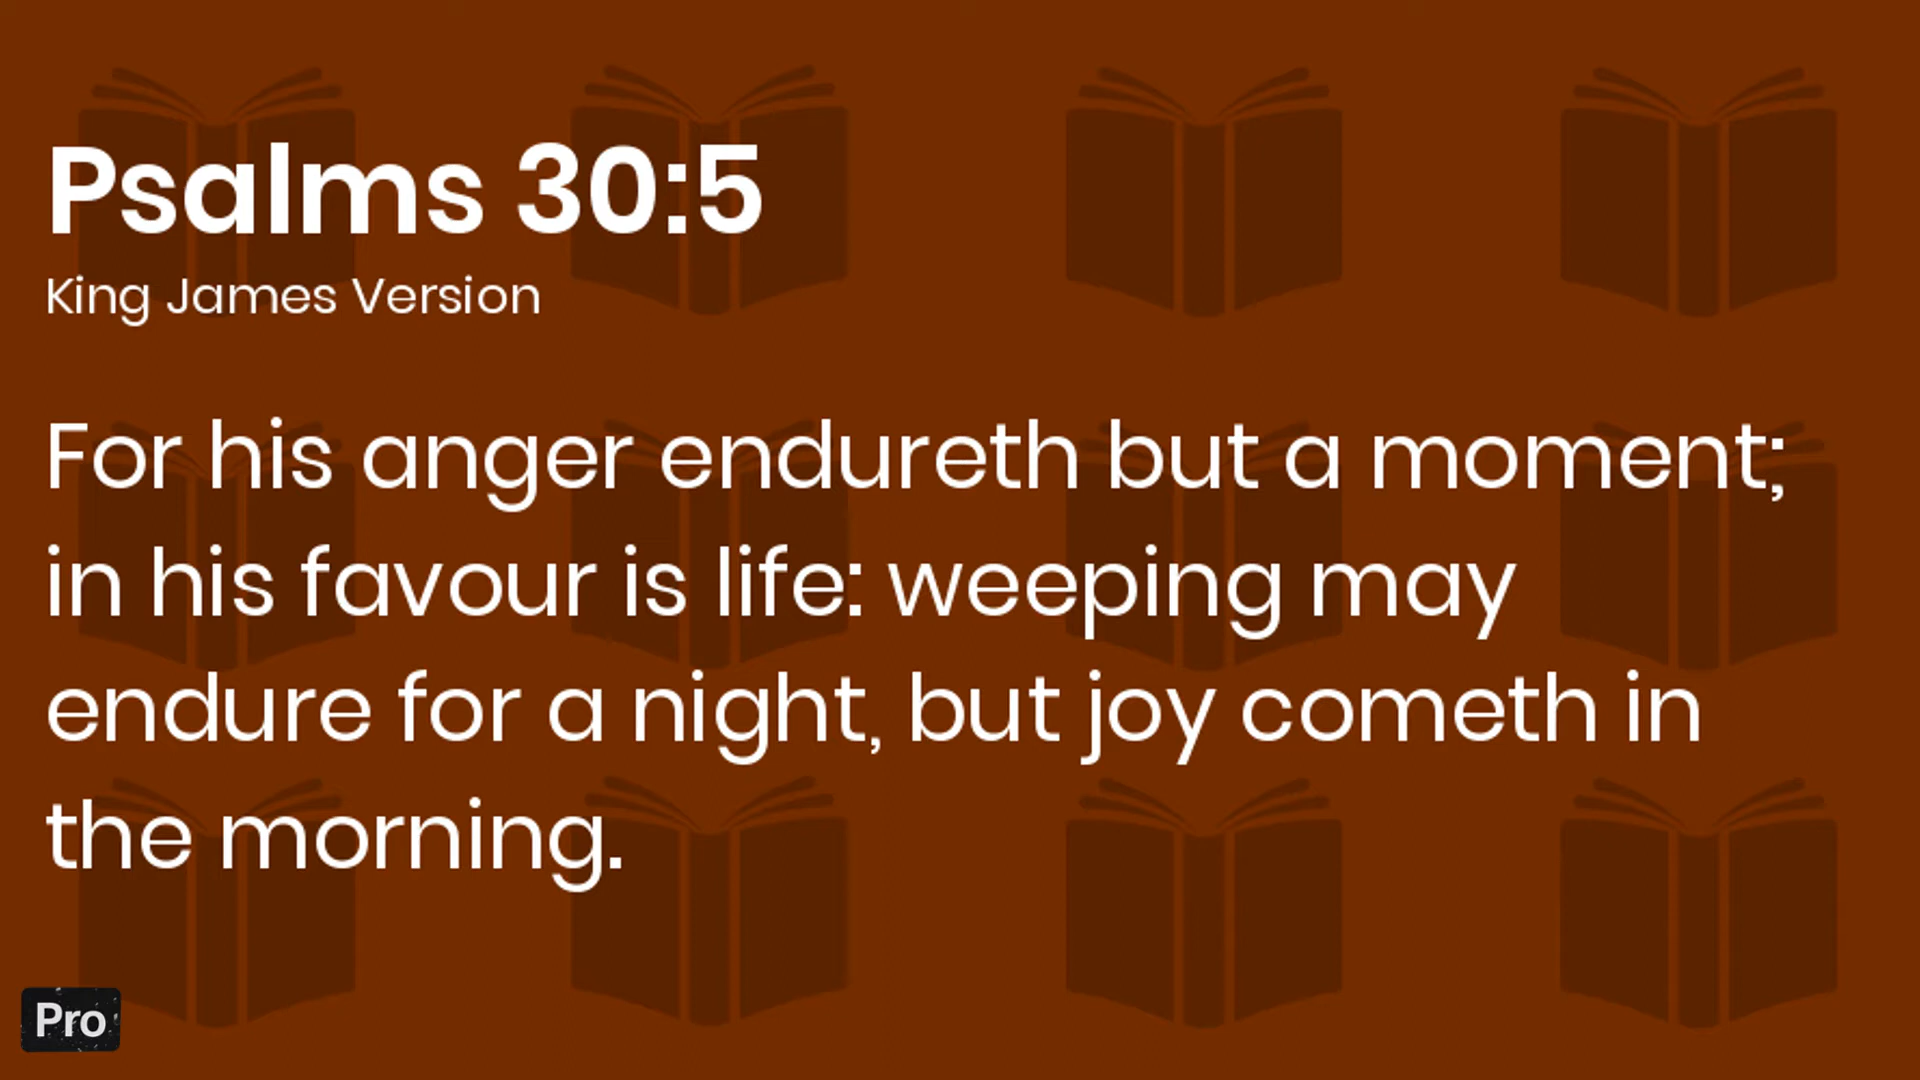 Psalms 30:5
King James Version
For his anger endureth but a moment;
in his favour is life: weeping may
endure for a night, but joy cometh in
the morning.
Pro